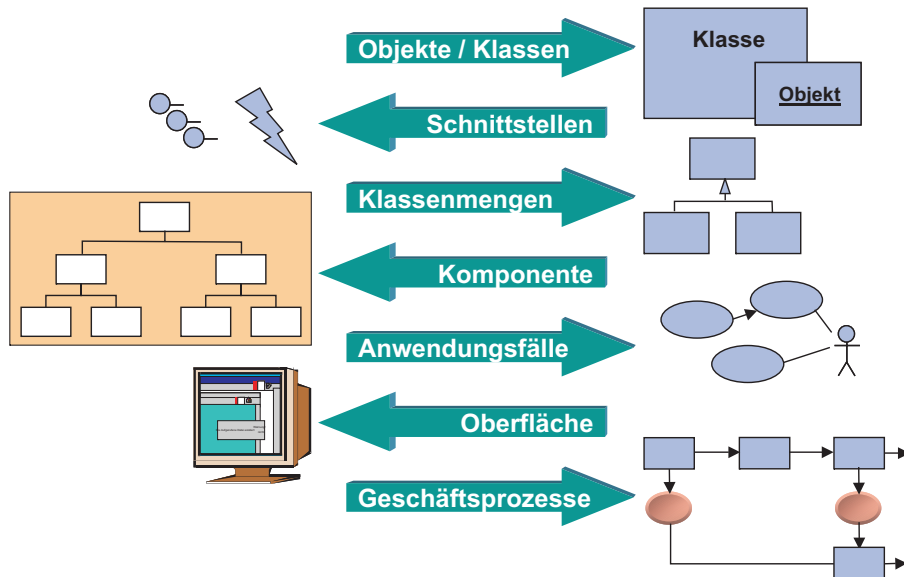 Objekte / Klassen
Klasse
Objekt
Schnittstellen
Klassenmengen
Komponente
Anwendungsfälle
Oberfläche
Geschäftsprozesse